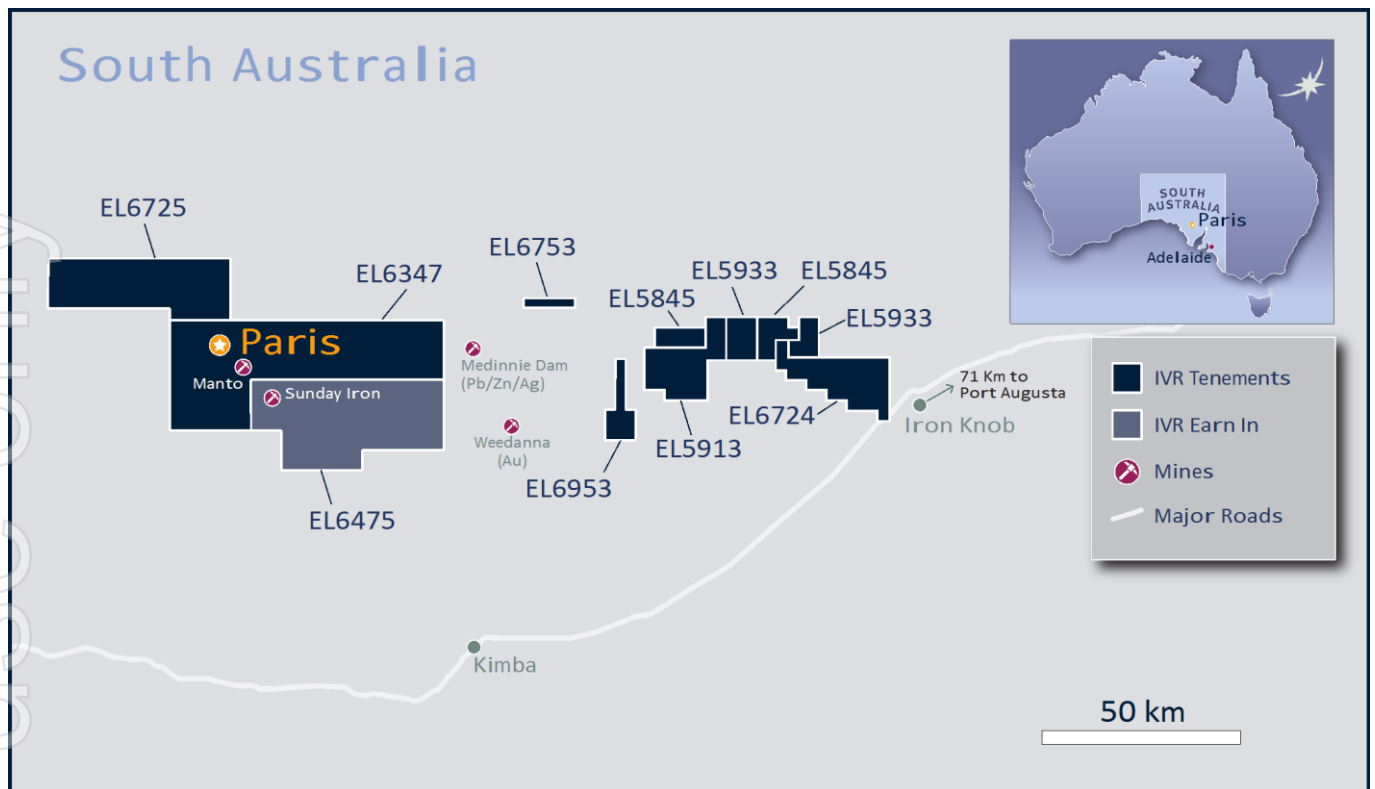 South Australia
EL6725
EL6347
EL6753
EL5845
EL5933
EL5845
EL5933
Paris
Manto
Sunday Iron
Medinnie Dam
(Pb/Zn/Ag)
Weedanna
(Au)
EL6475
EL6953
EL5913
EL6724
71 Km to
Port Augusta
Iron Knob
Kimba
SOUTH
AUSTRALIA
Paris
Adelaide
IVR Tenements
IVR Earn In
Mines
Major Roads
50 km